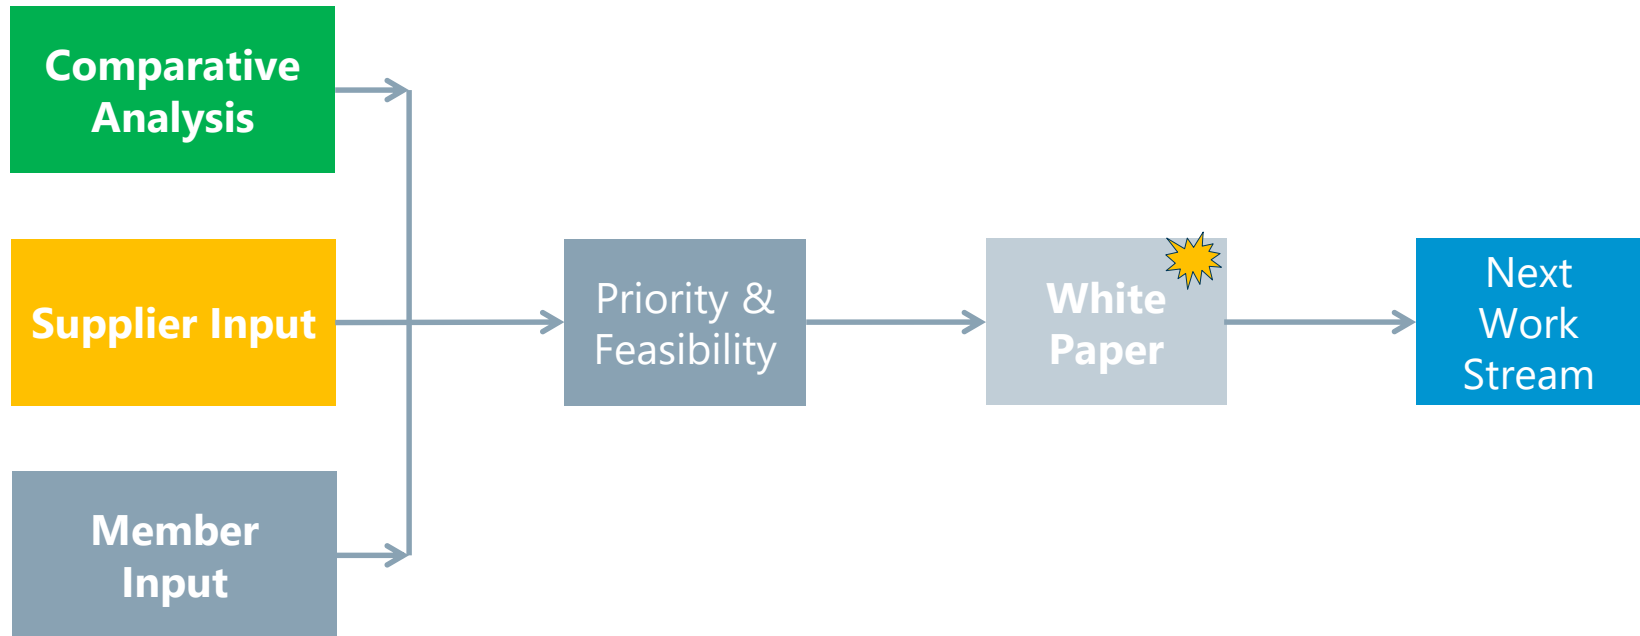 Comparative
Analysis
Supplier Input
Member
Input
Priority &
Feasibility
White
Paper
Next
Work
Stream